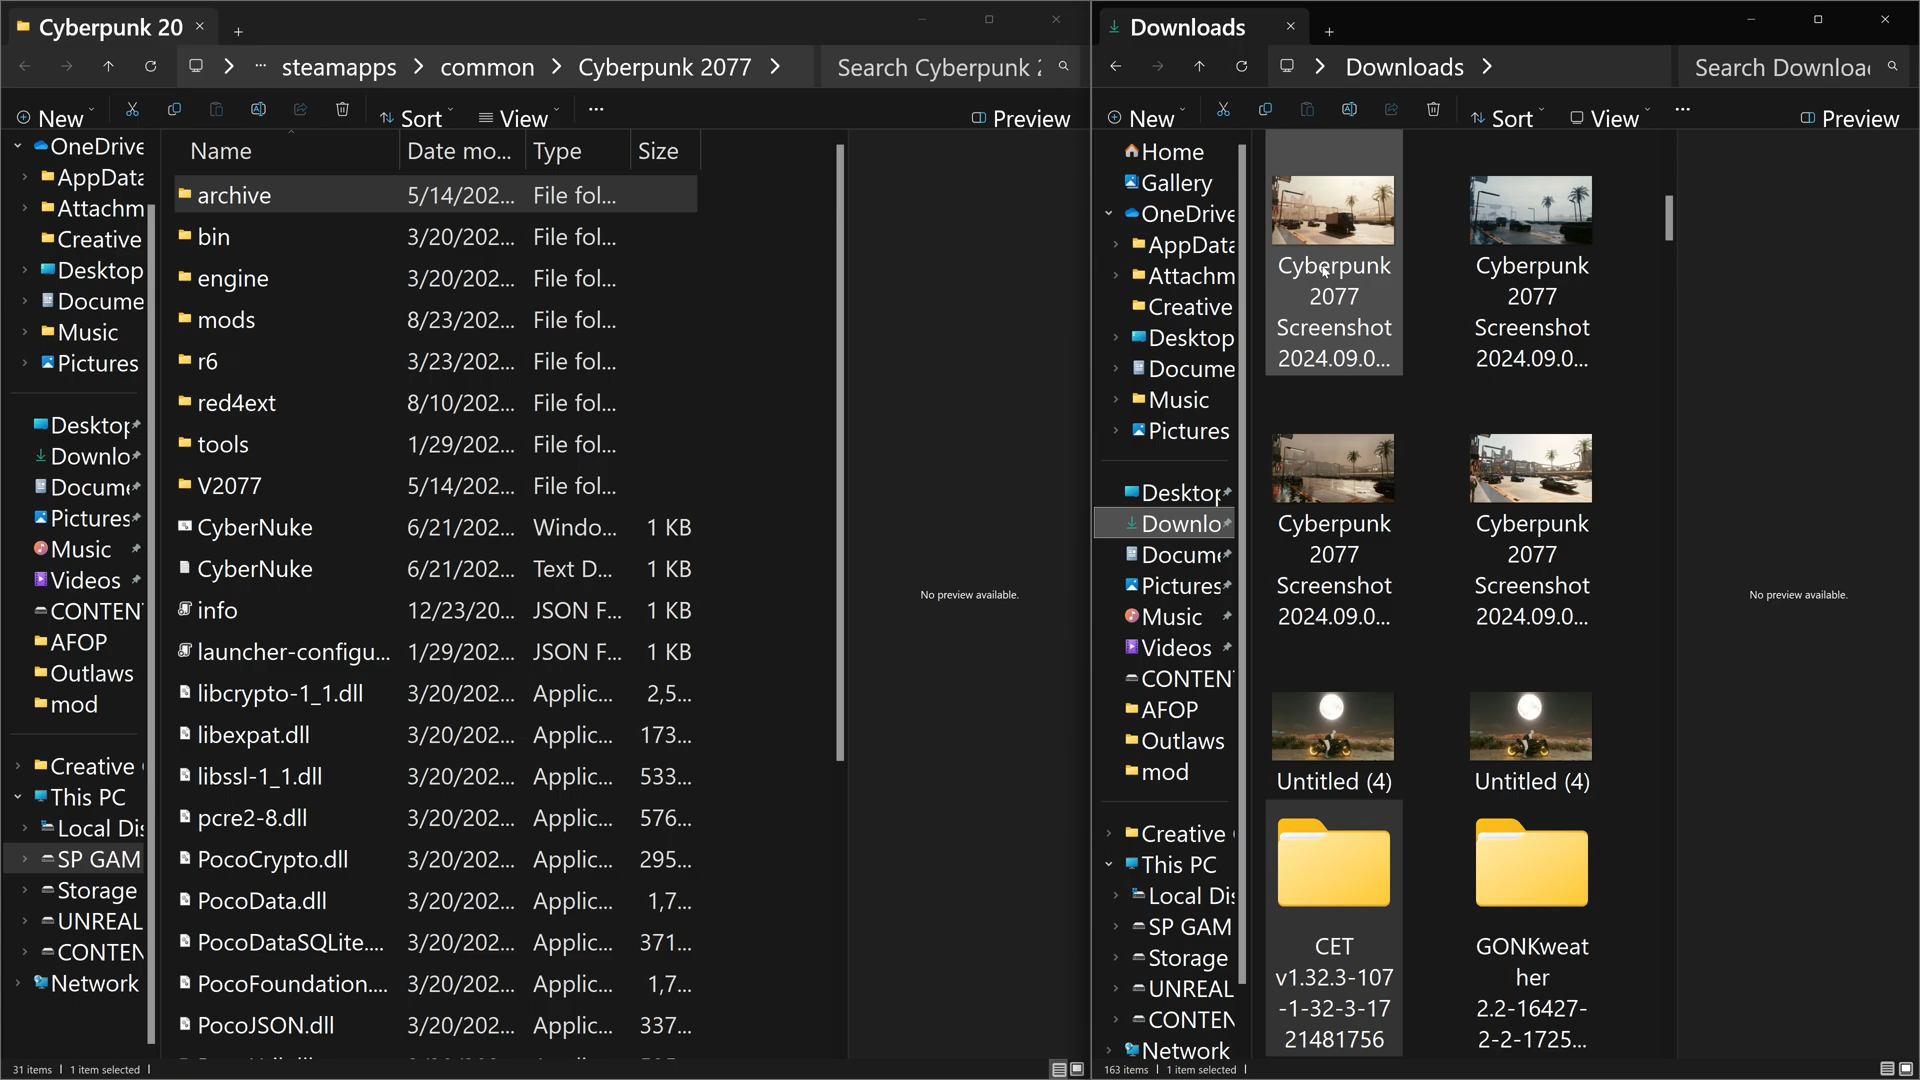 Cyberpunk 20
steamapps common Cyberpunk 2077
Search Cyberpunk
New Sort View Preview
OneDrive
AppData
Attachm
Creative
Desktop
Docume
Music
Pictures
Desktop
Downlo
Docume
Pictures
Music
Videos
CONTEN
AFOP
Outlaws
mod
Creative
This PC
Local Dis
SP GAM
Storage
UNREAL
CONTEN
Network
Name Date mo... Type Size
archive 5/14/202... File fol...
bin 3/20/202... File fol...
engine 3/20/202... File fol...
mods 8/23/202... File fol...
r6 3/23/202... File fol...
red4ext 8/10/202... File fol...
tools 1/29/202... File fol...
V2077 5/14/202... File fol...
CyberNuke 6/21/202... Windo... 1 KB
CyberNuke 6/21/202... Text D... 1 KB
info 12/23/20... JSON F... 1 KB
launcher-configu... 1/29/202... JSON F... 1 KB
libcrypto-1_1.dll 3/20/202... Applic... 2,5...
libexpat.dll 3/20/202... Applic... 173...
libssl-1_1.dll 3/20/202... Applic... 533...
pcre2-8.dll 3/20/202... Applic... 576...
PocoCrypto.dll 3/20/202... Applic... 295...
PocoData.dll 3/20/202... Applic... 1,7...
PocoDataSQLite.... 3/20/202... Applic... 371...
PocoFoundation.... 3/20/202... Applic... 1,7...
PocoJSON.dll 3/20/202... Applic... 337...
No preview available.
31 items 1 item selected
Downloads
Downloads
Search Downloa
New Sort View Preview
Home
Gallery
OneDrive
AppData
Attachm
Creative
Desktop
Docume
Music
Pictures
Desktop
Downlo
Docume
Pictures
Music
Videos
CONTEN
AFOP
Outlaws
mod
Creative
This PC
Local Dis
SP GAM
Storage
UNREAL
CONTEN
Network
Cyberpunk
2077
Screenshot
2024.09.0...
Cyberpunk
2077
Screenshot
2024.09.0...
Cyberpunk
2077
Screenshot
2024.09.0...
Cyberpunk
2077
Screenshot
2024.09.0...
Untitled (4)
Untitled (4)
CET
v1.32.3-107
-1-32-3-17
21481756
GONKweat
her
2.2-16427-
2-2-1725...
No preview available.
163 items 1 item selected